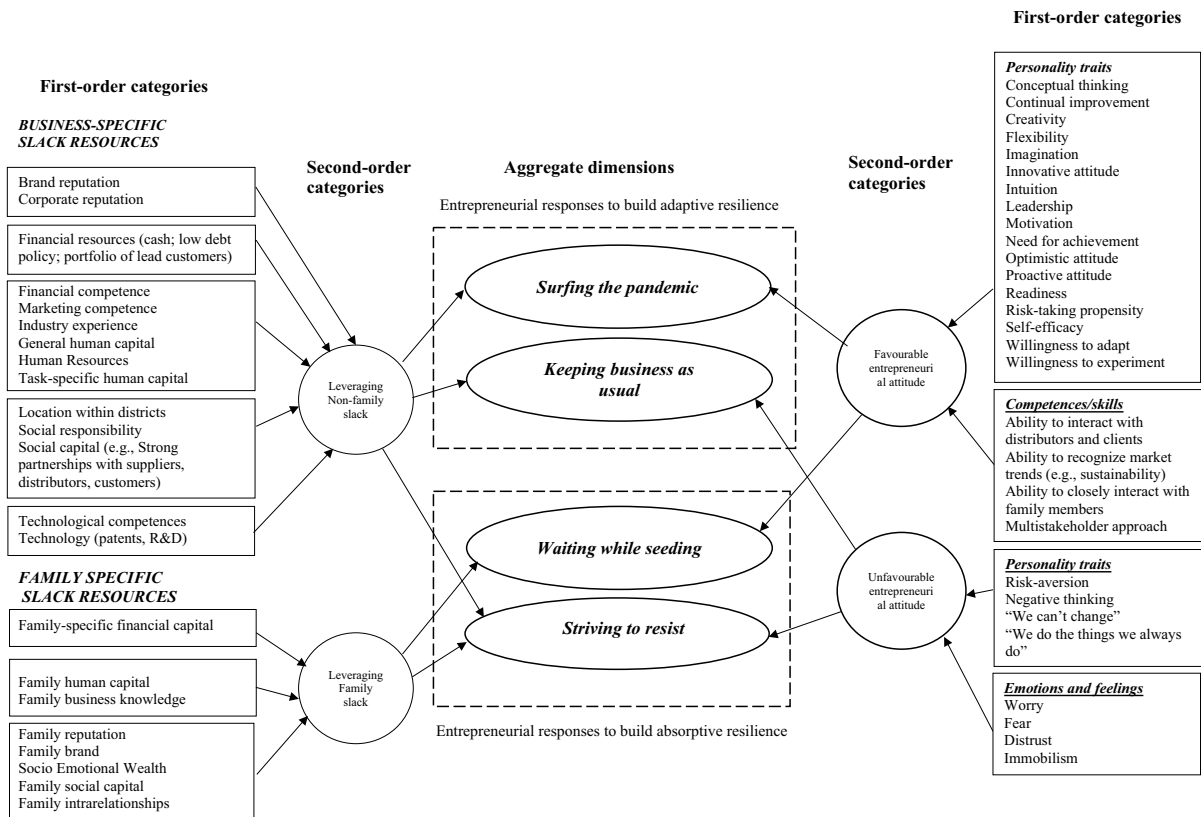 First-order categories
BUSINESS-SPECIFIC
SLACK RESOURCES
Brand reputation
Corporate reputation
Financial resources (cash; low debt
policy; portfolio of lead customers)
Financial competence
Marketing competence
Industry experience
General human capital
Human Resources
Task-specific human capital
Location within districts
Social responsibility
Social capital (e.g., Strong
partnerships with suppliers,
distributors, customers)
Technological competences
Technology (patents, R&D)
FAMILY SPECIFIC
SLACK RESOURCES
Family-specific financial capital
Family human capital
Family business knowledge
Family reputation
Family brand
Socio Emotional Wealth
Family social capital
Family intrarelationships
Second-order
categories
Leveraging
Non-family
slack
Leveraging
Family
slack
Aggregate dimensions
Entrepreneurial responses to build adaptive resilience
Surfing the pandemic
Keeping business as
usual
Waiting while seeding
Striving to resist
Entrepreneurial responses to build absorptive resilience
Second-order
categories
Favourable
entrepreneuri
al attitude
Unfavourable
entrepreneuri
al attitude
First-order categories
Personality traits
Conceptual thinking
Continual improvement
Creativity
Flexibility
Imagination
Innovative attitude
Intuition
Leadership
Motivation
Need for achievement
Optimistic attitude
Proactive attitude
Readiness
Risk-taking propensity
Self-efficacy
Willingness to adapt
Willingness to experiment
Competences/skills
Ability to interact with
distributors and clients
Ability to recognize market
trends (e.g., sustainability)
Ability to closely interact with
family members
Multistakeholder approach
Personality traits
Risk-aversion
Negative thinking
“We can’t change”
“We do the things we always
do”
Emotions and feelings
Worry
Fear
Distrust
Immobilism